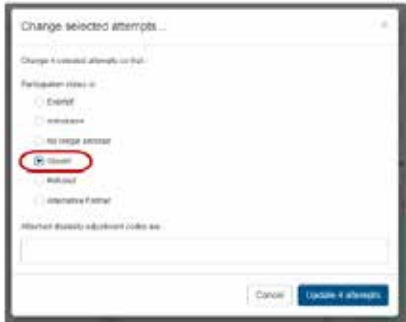 Change selected attempts ...
Change 4 selected attempts so that:
Participation status is:
Exempt
Withdrawn
No longer enrolled
Absent
Refused
Alternative Format
Attempt disability adjustment codes are:
Cancel
Update 4 attempts